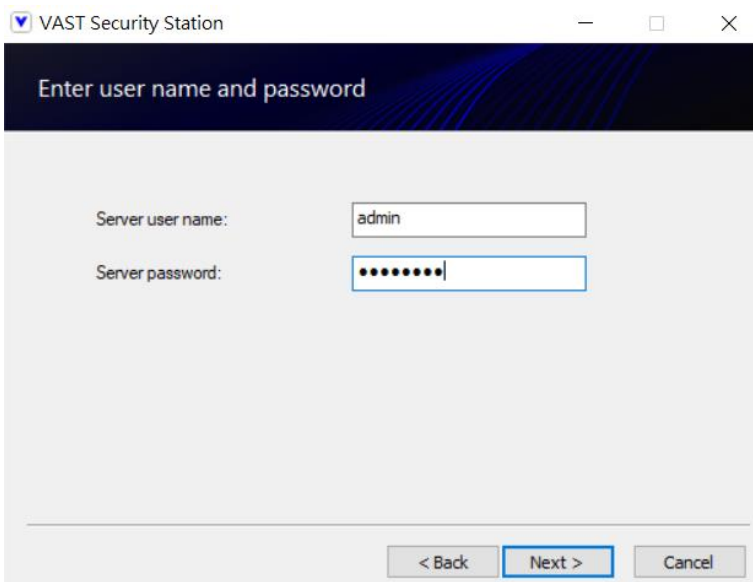 VAST Security Station
Enter user name and password
Server user name: admin
Server password: ●●●●●●●●
< Back Next > Cancel